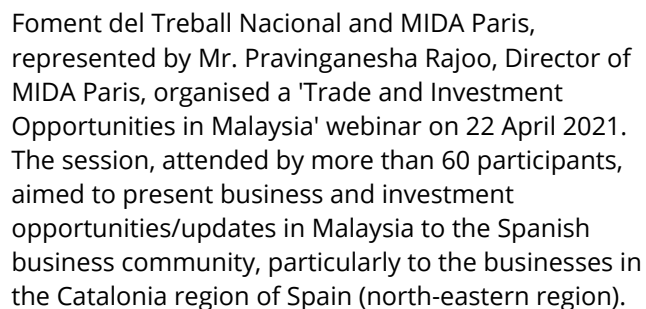 Foment del Treball Nacional and MIDA Paris,
represented by Mr. Pravinganesha Rajoo, Director of
MIDA Paris, organised a 'Trade and Investment
Opportunities in Malaysia' webinar on 22 April 2021.
The session, attended by more than 60 participants,
aimed to present business and investment
opportunities/updates in Malaysia to the Spanish
business community, particularly to the businesses in
the Catalonia region of Spain (north-eastern region).